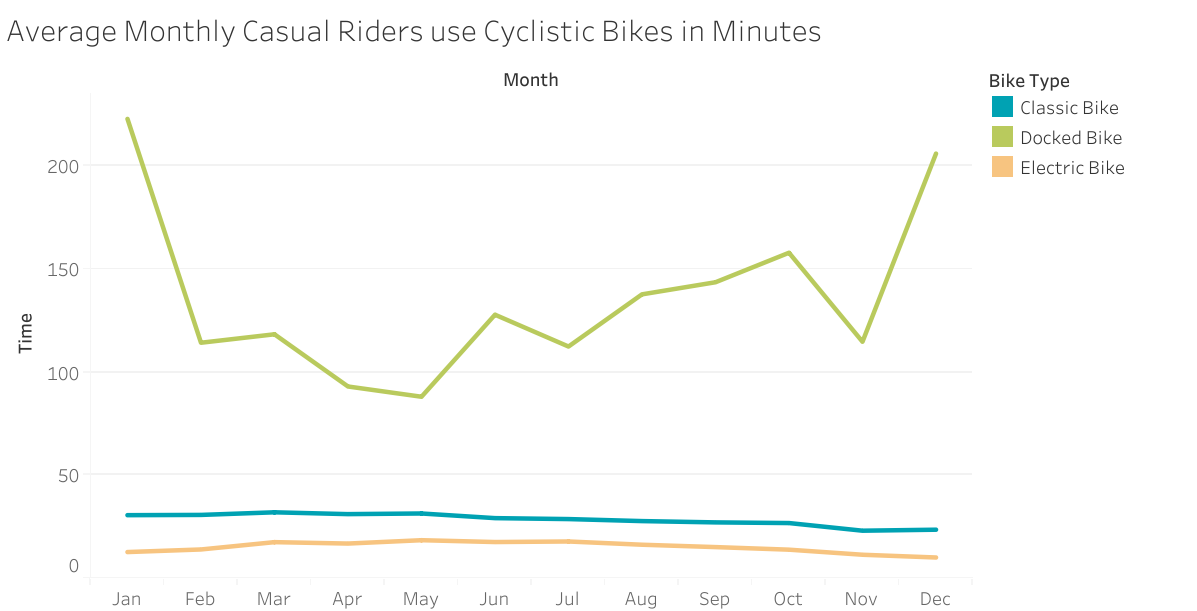 Average Monthly Casual Riders use Cyclistic Bikes in Minutes
Month
Bike Type
Classic Bike
Docked Bike
Electric Bike
Time
200
150
100
50
0
Jan Feb Mar Apr May Jun Jul Aug Sep Oct Nov Dec